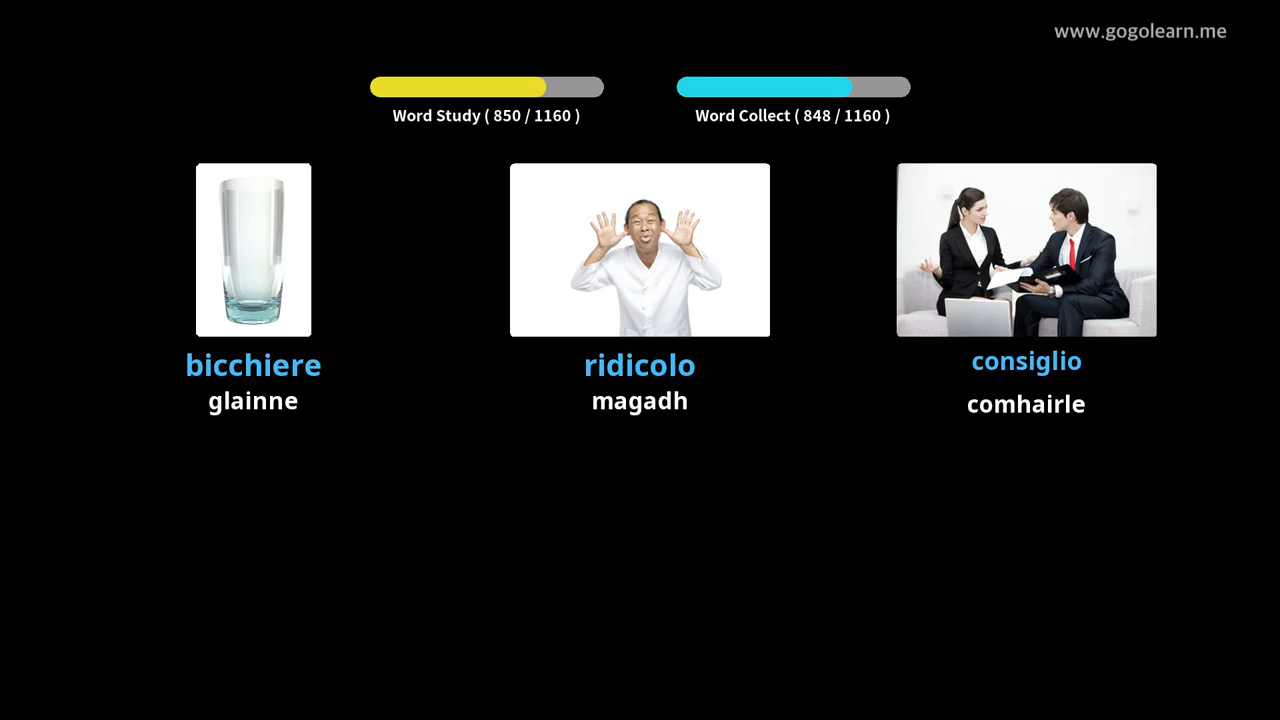 www.gogolearn.me
Word Study ( 850 / 1160 )
Word Collect ( 848 / 1160 )
bicchiere
glainne
ridicolo
magadh
consiglio
comhairle